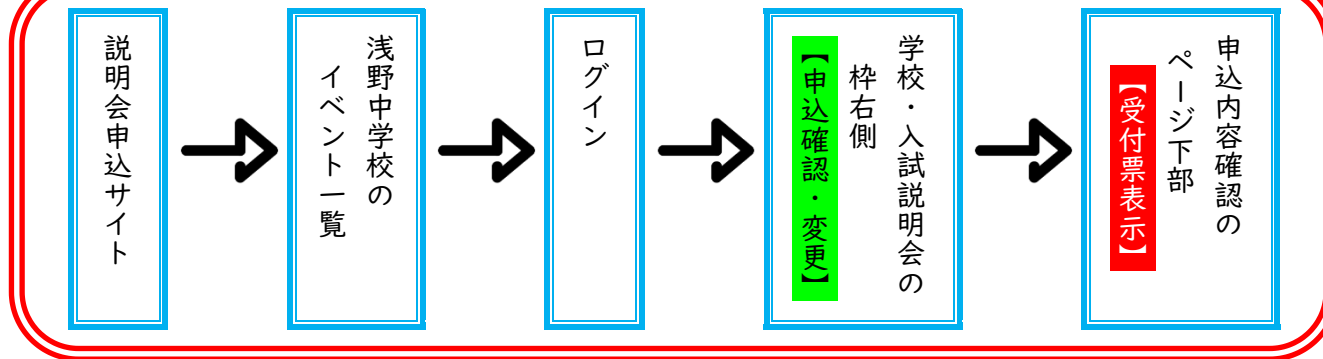 説明会申込サイト
浅野中学校の
イベント一覧
ログイン
学校・入試説明会の
枠右側
【申込確認・変更】
申込内容確認の
ページ下部
【受付票表示】